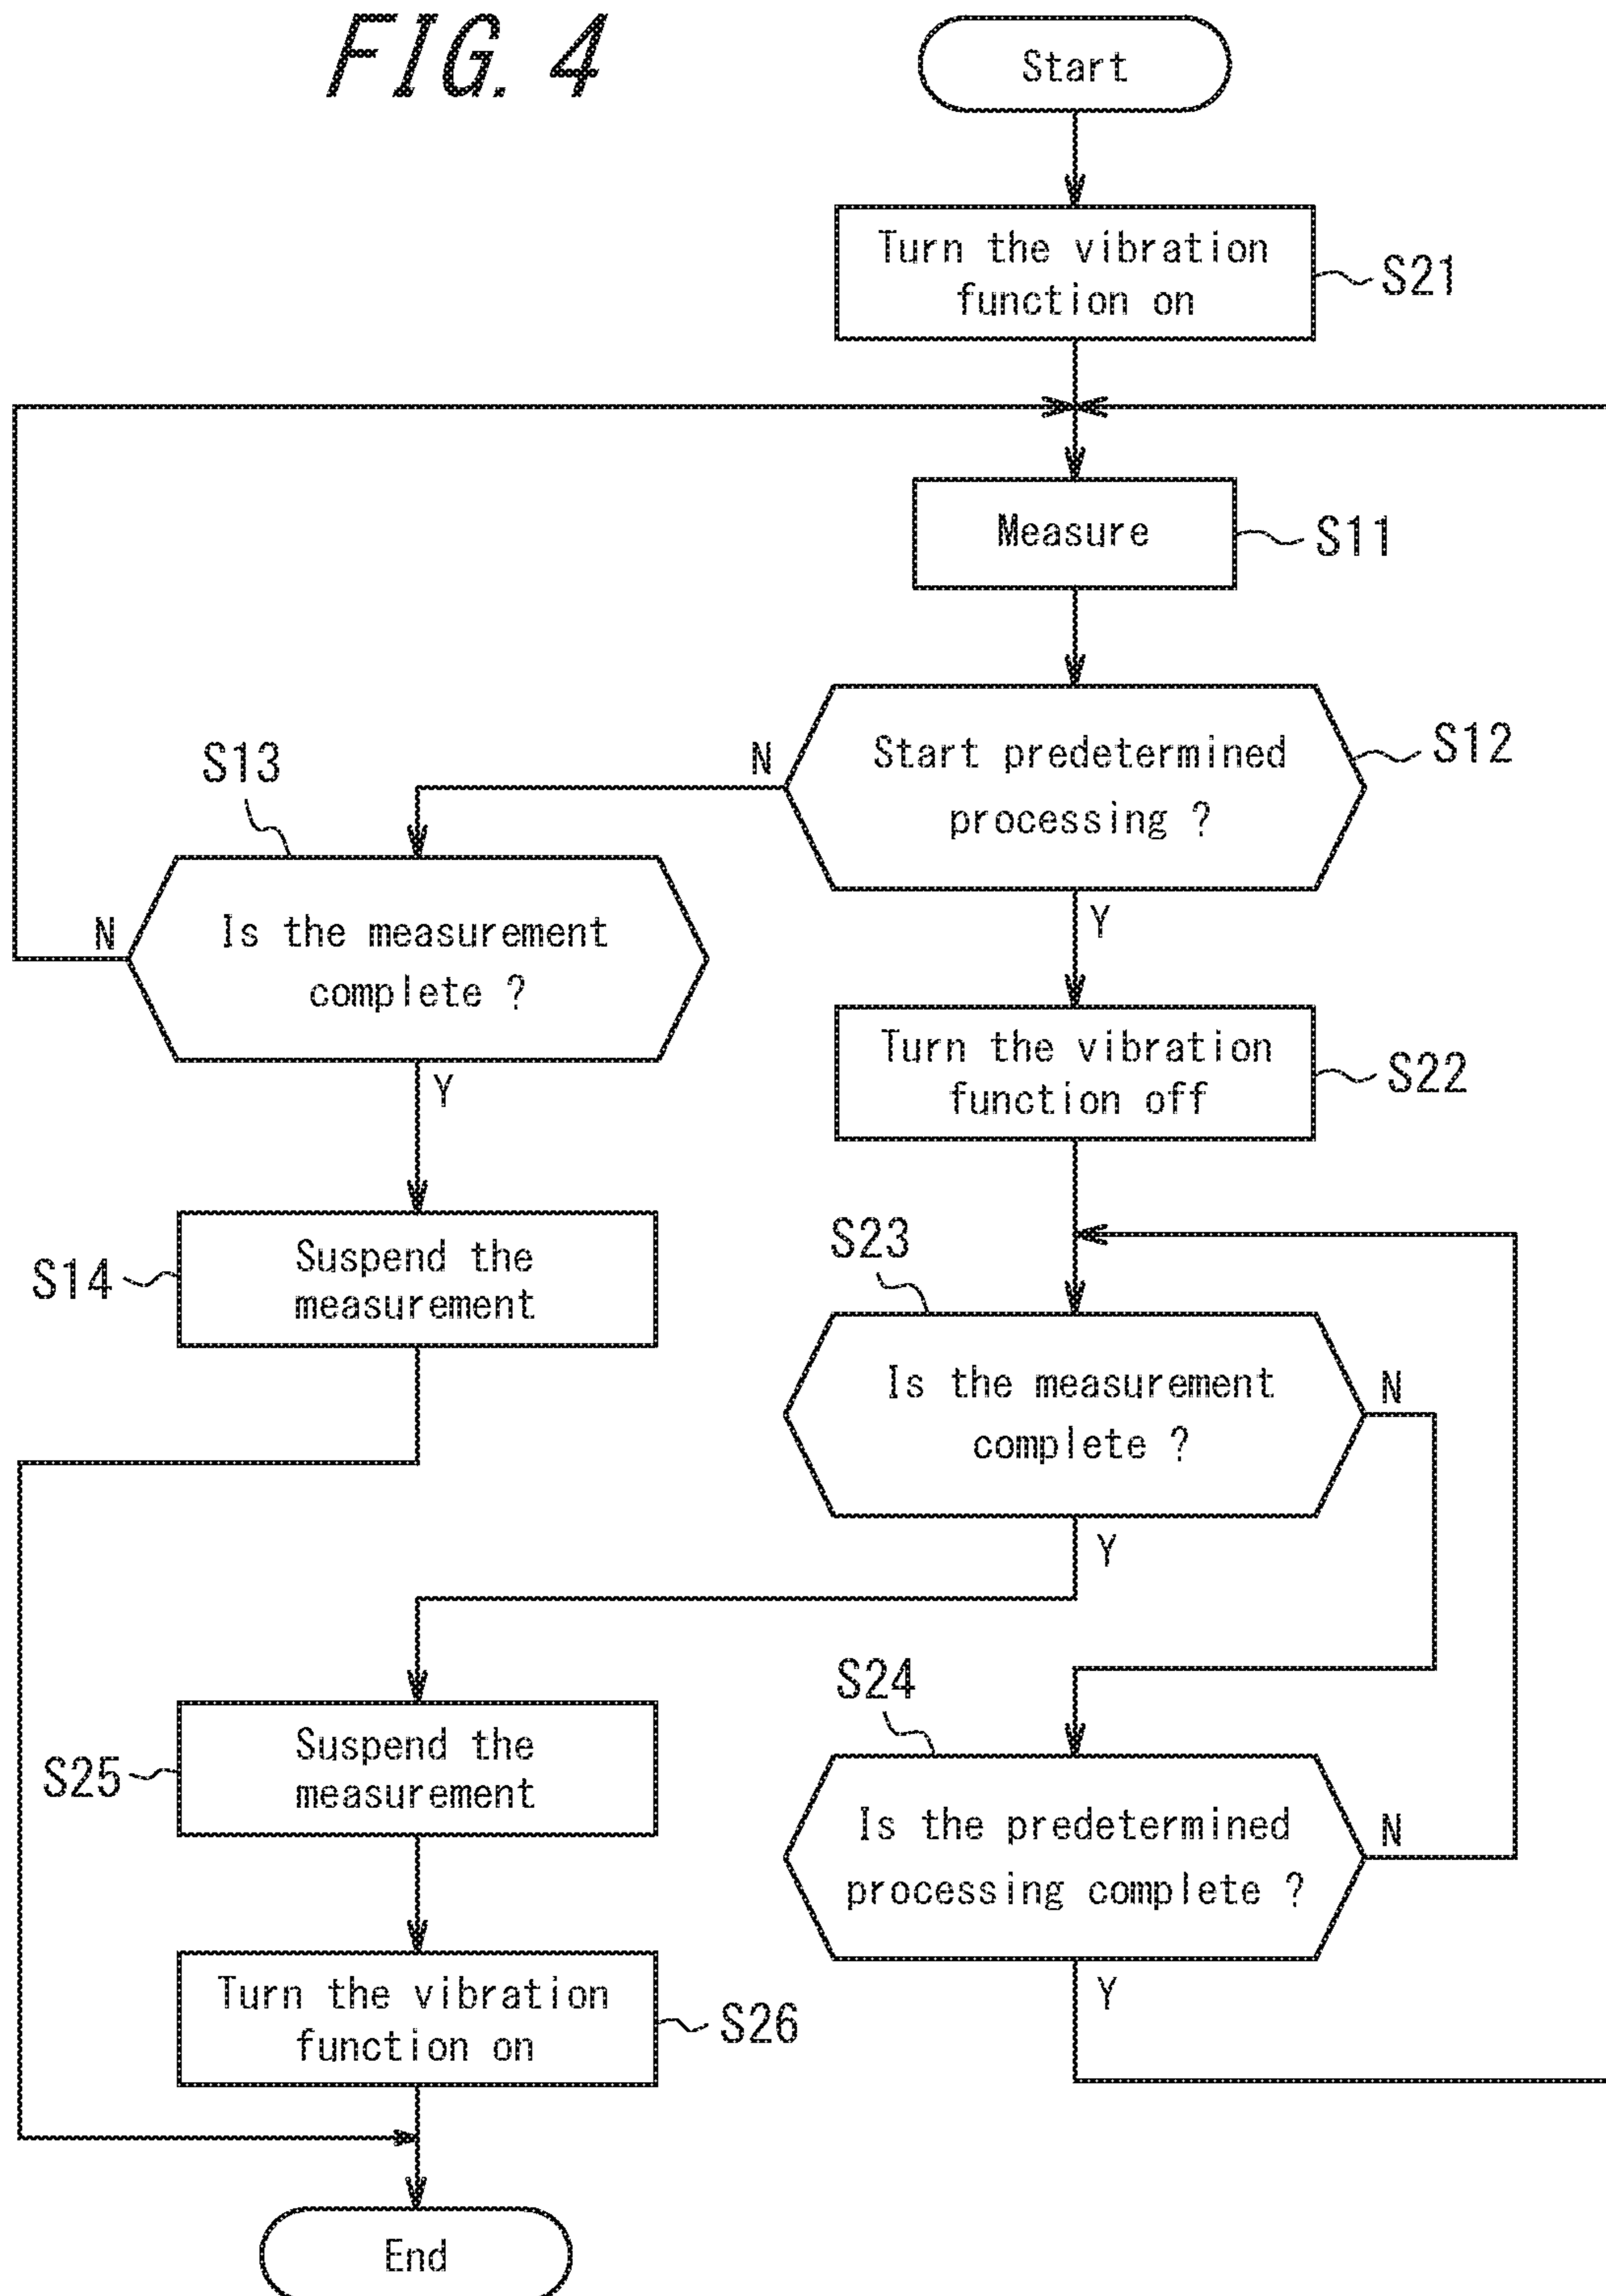 FIG. 4
Start
Turn the vibration
function on
S21
Measure
S11
Start predetermined
processing ?
S12
N
Y
S13
Is the measurement
complete ?
N
Y
Turn the vibration
function off
S22
S14
Suspend the
measurement
S23
Is the measurement
complete ?
N
Y
S24
Is the predetermined
processing complete ?
N
Y
S25
Suspend the
measurement
Turn the vibration
function on
S26
End